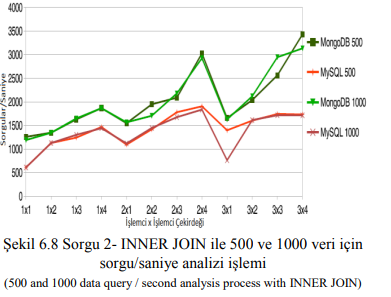 4000
3500
3000
2500
2000
1500
1000
500
0
Sorgular/Saniye
1x1 1x2 1x3 1x4 2x1 2x2 2x3 2x4 3x1 3x2 3x3 3x4
İşlemci x İşlemci Çekirdeği
MongoDB 500
MySQL 500
MongoDB 1000
MySQL 1000
Şekil 6.8 Sorgu 2- INNER JOIN ile 500 ve 1000 veri için
sorgu/saniye analizi işlemi
(500 and 1000 data query / second analysis process with INNER JOIN)